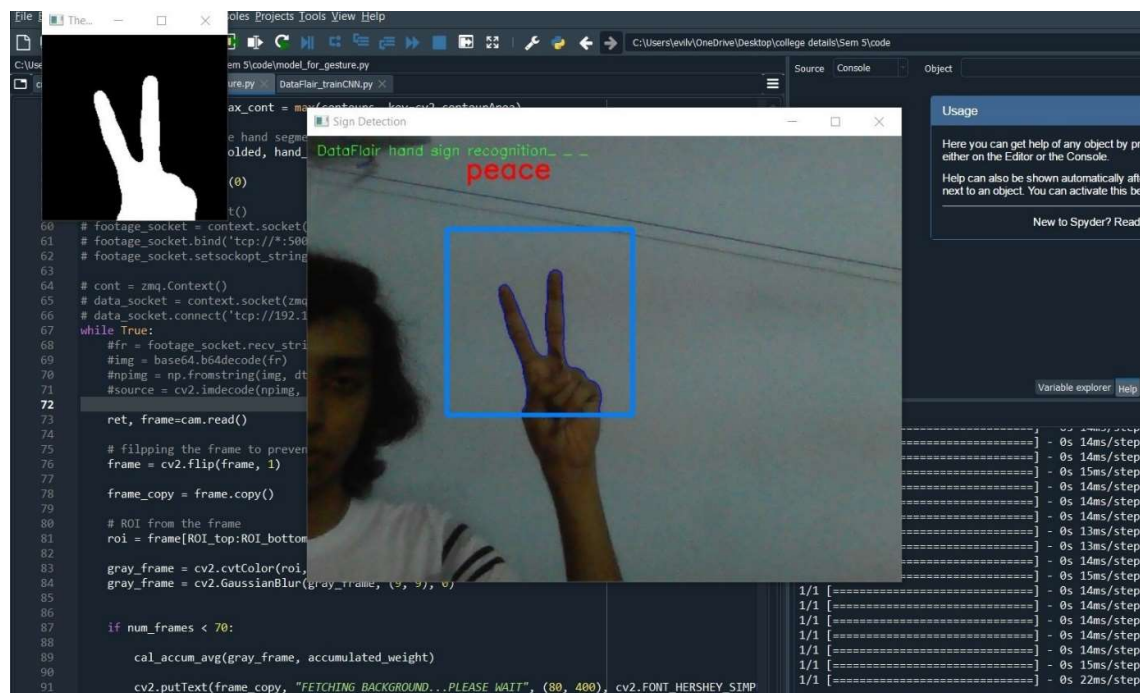 File
The...
oles Projects Tools View Help
C:\Users\evilv\OneDrive\Desktop\college details\Sem 5\code
em 5\code\model_for_gesture.py
ure.py
DataFlair_trainCNN.py
Source Console Object
Usage
Here you can get help of any object by pr
either on the Editor or the Console.
Help can also be shown automatically aft
next to an object. You can activate this be
New to Spyder? Read
Sign Detection
DataFlair hand sign recognition_ _ _
peace
ax_cont = max(contours, key=cv2.contourArea)
e hand segme
olded, hand_
(0)
t()
60 # footage_socket = context.socket(
61 # footage_socket.bind('tcp://*:500
62 # footage_socket.setsockopt_string
63
64 # cont = zmq.Context()
65 # data_socket = context.socket(zmq
66 # data_socket.connect('tcp://192.1
67 while True:
68 #fr = footage_socket.recv_stri
69 #img = base64.b64decode(fr)
70 #npimg = np.fromstring(img, dt
71 #source = cv2.imdecode(npimg,
72
73 ret, frame=cam.read()
74
75 # filpping the frame to preven
76 frame = cv2.flip(frame, 1)
77
78 frame_copy = frame.copy()
79
80 # ROI from the frame
81 roi = frame[ROI_top:ROI_bottom
82
83 gray_frame = cv2.cvtColor(roi,
84 gray_frame = cv2.GaussianBlur(gray_frame, (9, 9), 0)
85
86
87 if num_frames < 70:
88
89 cal_accum_avg(gray_frame, accumulated_weight)
90
91 cv2.putText(frame_copy, "FETCHING BACKGROUND...PLEASE WAIT", (80, 400), cv2.FONT_HERSHEY_SIMP
Variable explorer Help
====================] - 0s 14ms/step
====================] - 0s 14ms/step
====================] - 0s 14ms/step
====================] - 0s 15ms/step
====================] - 0s 14ms/step
====================] - 0s 14ms/step
====================] - 0s 14ms/step
====================] - 0s 13ms/step
====================] - 0s 13ms/step
====================] - 0s 14ms/step
====================] - 0s 15ms/step
1/1 [==============================] - 0s 14ms/step
1/1 [==============================] - 0s 14ms/step
1/1 [==============================] - 0s 14ms/step
1/1 [==============================] - 0s 14ms/step
1/1 [==============================] - 0s 14ms/step
1/1 [==============================] - 0s 15ms/step
1/1 [==============================] - 0s 22ms/step